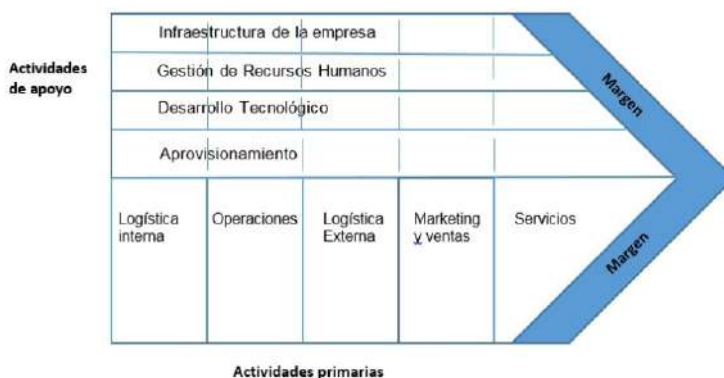 Infraestructura de la empresa
Actividades
de apoyo
Gestión de Recursos Humanos
Desarrollo Tecnológico
Aprovisionamiento
Margen
Logística
interna
Operaciones
Logística
Externa
Marketing
y ventas
Servicios
Margen
Actividades primarias